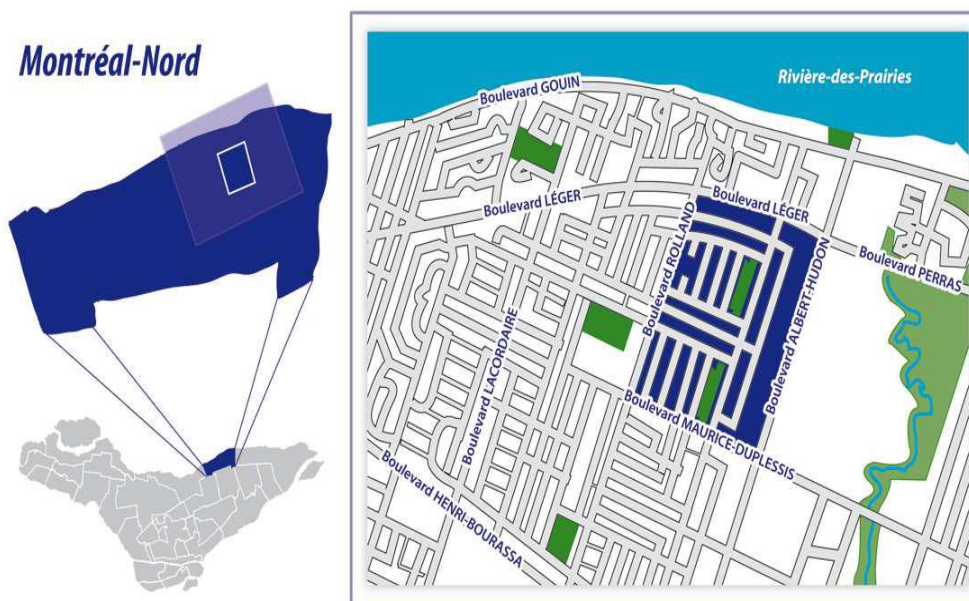 Montréal-Nord
Rivière-des-Prairies
Boulevard GOUIN
Boulevard LÉGER
Boulevard LÉGER
Boulevard ROLLAND
Boulevard PERRAS
Boulevard ALBERT-HUDON
Boulevard LACORDAIRE
Boulevard MAURICE-DUPLESSIS
Boulevard HENRI-BOURASSA